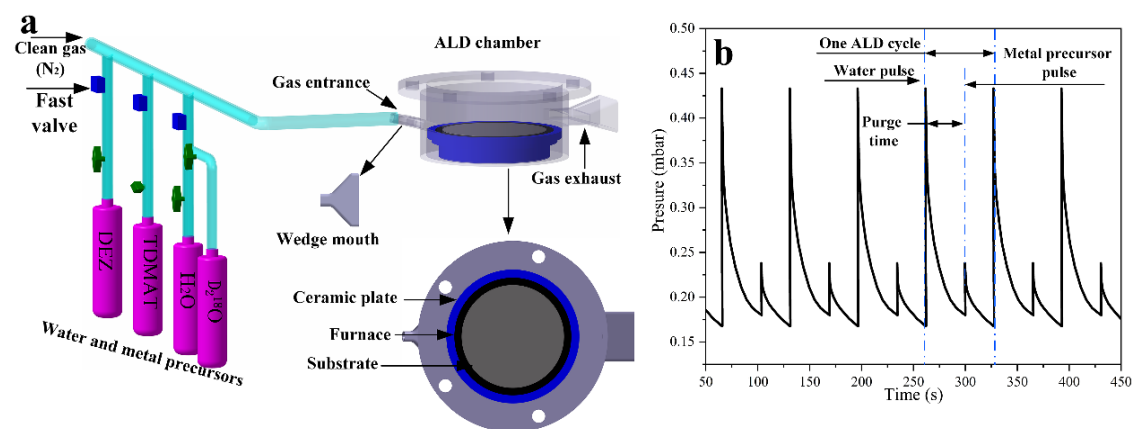 a
Clean gas
(N₂)
Fast
valve
DEZ
TDMAT
H₂O
D₂¹⁸O
Water and metal precursors
ALD chamber
Gas entrance
Gas exhaust
Wedge mouth
Ceramic plate
Furnace
Substrate
b
One ALD cycle
Water pulse
Metal precursor
pulse
Purge
time
Presure (mbar)
0.50
0.45
0.40
0.35
0.30
0.25
0.20
0.15
50 100 150 200 250 300 350 400 450
Time (s)